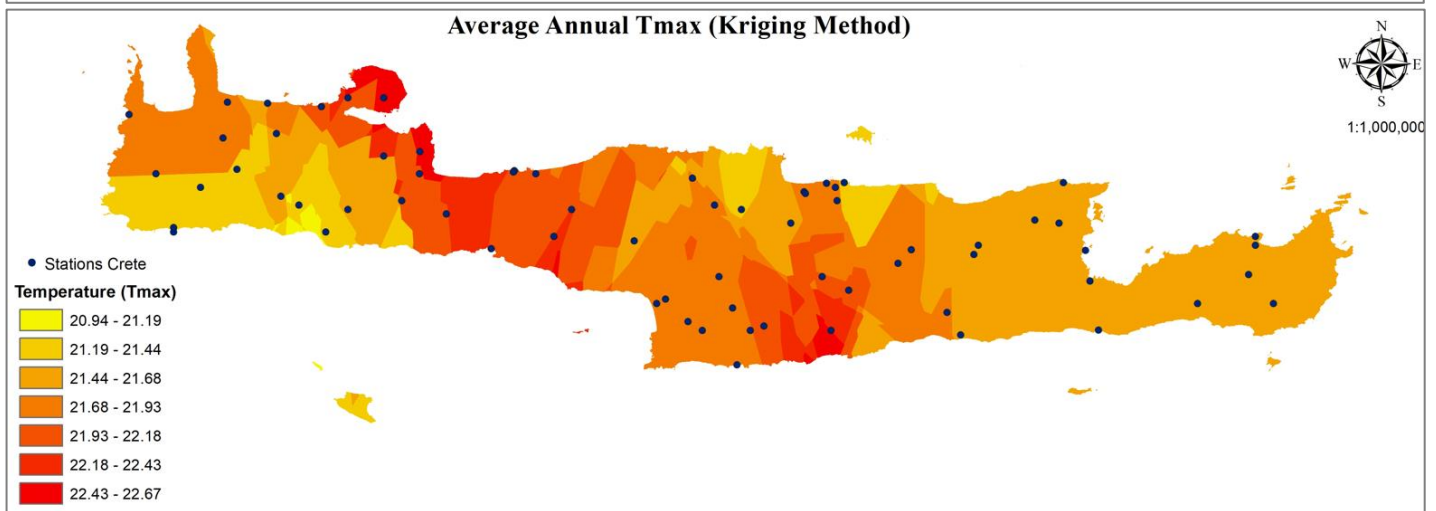 Average Annual Tmax (Kriging Method)
N
W E
S
1:1,000,000
Stations Crete
Temperature (Tmax)
20.94 - 21.19
21.19 - 21.44
21.44 - 21.68
21.68 - 21.93
21.93 - 22.18
22.18 - 22.43
22.43 - 22.67